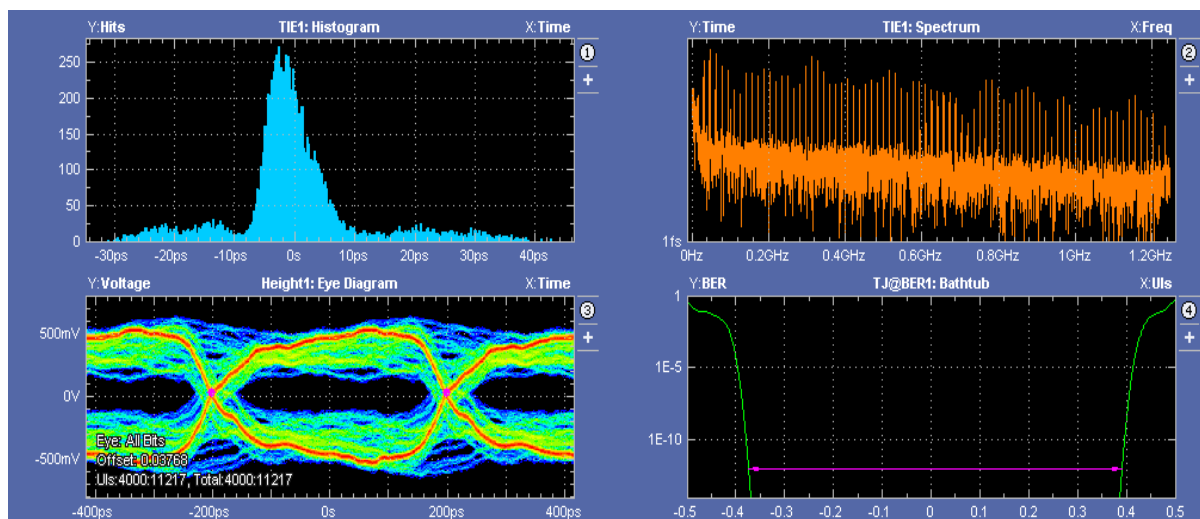 Y:Hits TIE1: Histogram X:Time
1
+
250
200
150
100
50
0
-30ps -20ps -10ps 0s 10ps 20ps 30ps 40ps
Y:Time TIE1: Spectrum X:Freq
2
+
1fs
0Hz 0.2GHz 0.4GHz 0.6GHz 0.8GHz 1GHz 1.2GHz
Y:Voltage Height1: Eye Diagram X:Time
3
+
500mV
0V
-500mV
Eye: All Bits
Offset: 0.03768
UIs:4000:11217, Total:4000:11217
-400ps -200ps 0s 200ps 400ps
Y:BER TJ@BER1: Bathtub X:UIs
4
+
1
1E-5
1E-10
-0.5 -0.4 -0.3 -0.2 -0.1 0 0.1 0.2 0.3 0.4 0.5